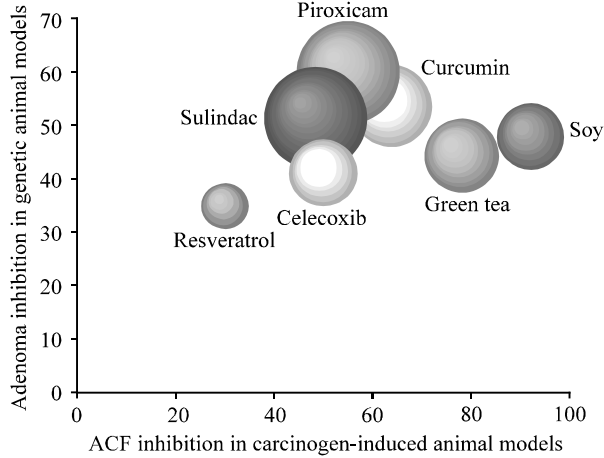 Adenoma inhibition in genetic animal models
70
60
50
40
30
20
10
0
Piroxicam
Curcumin
Sulindac
Soy
Green tea
Celecoxib
Resveratrol
0 20 40 60 80 100
ACF inhibition in carcinogen-induced animal models